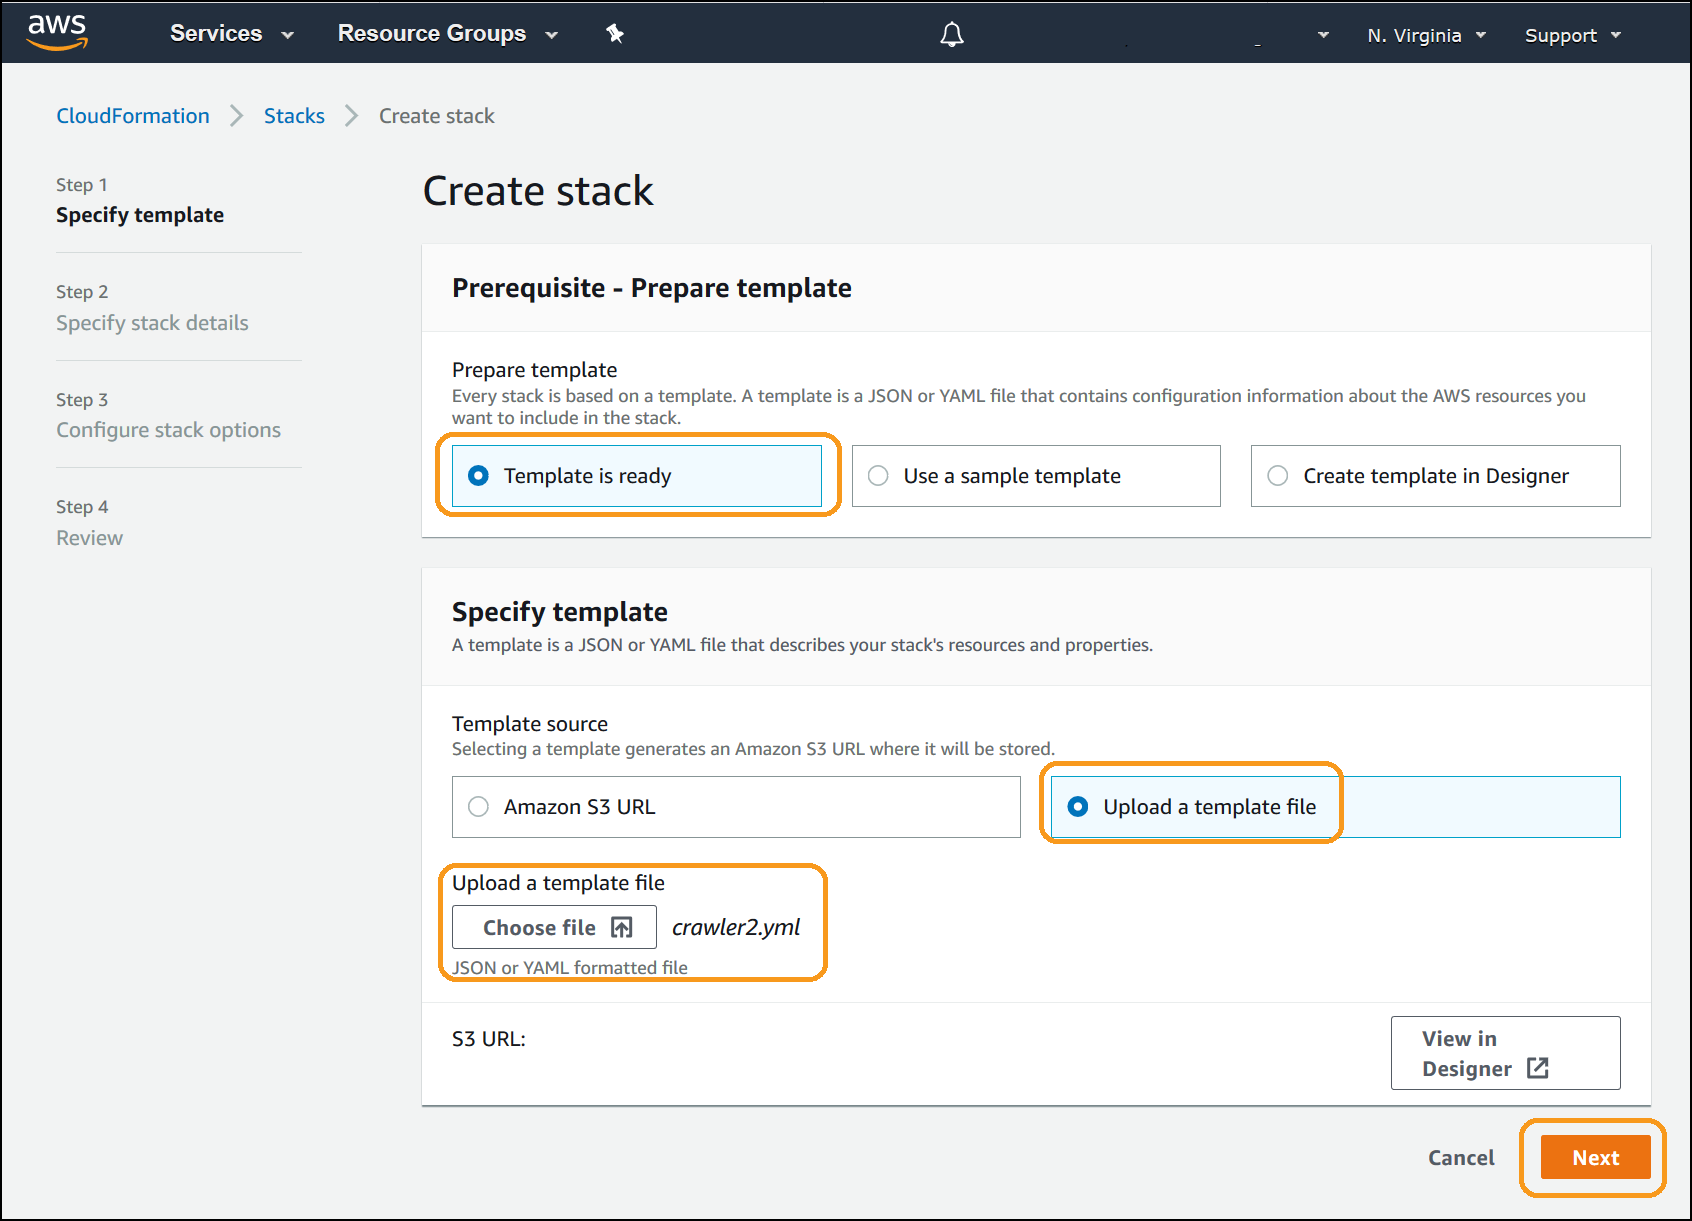 aws Services Resource Groups N. Virginia Support
CloudFormation Stacks Create stack
Step 1
Specify template
Step 2
Specify stack details
Step 3
Configure stack options
Step 4
Review
Create stack
Prerequisite - Prepare template
Prepare template
Every stack is based on a template. A template is a JSON or YAML file that contains configuration information about the AWS resources you
want to include in the stack.
Template is ready
Use a sample template
Create template in Designer
Specify template
A template is a JSON or YAML file that describes your stack's resources and properties.
Template source
Selecting a template generates an Amazon S3 URL where it will be stored.
Amazon S3 URL
Upload a template file
Upload a template file
Choose file crawler2.yml
JSON or YAML formatted file
S3 URL:
View in
Designer
Cancel
Next